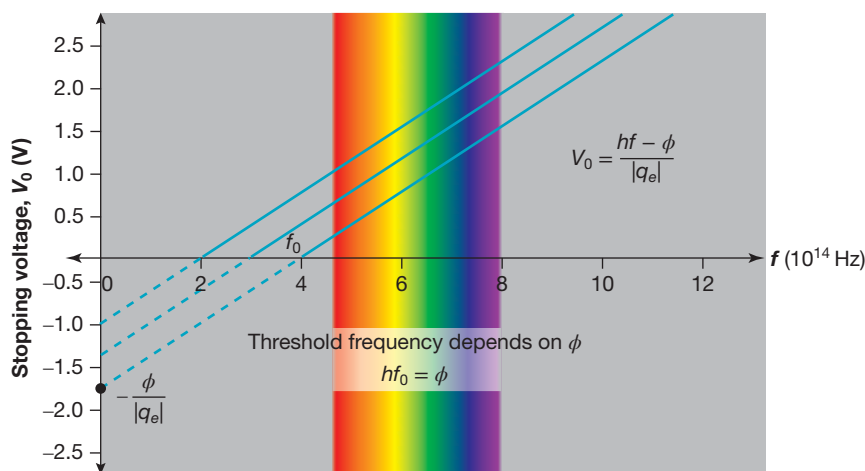 Stopping voltage, V₀ (V)
2.5
2.0
1.5
1.0
0.5
0
−0.5
−1.0
−1.5
−2.0
−2.5
2
4
6
8
10
12
f (10¹⁴ Hz)
f₀
V₀ = (hf − ϕ)/|qₑ|
Threshold frequency depends on ϕ
hf₀ = ϕ
−ϕ/|qₑ|